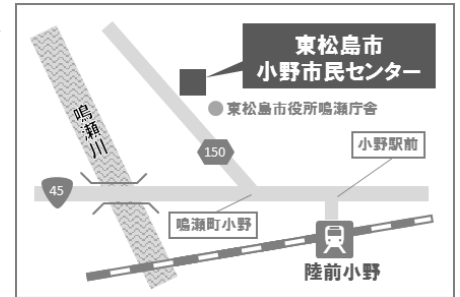 東松島市
小野市民センター
東松島市役所鳴瀬庁舎
鳴瀬川
150
小野駅前
45
鳴瀬町小野
陸前小野